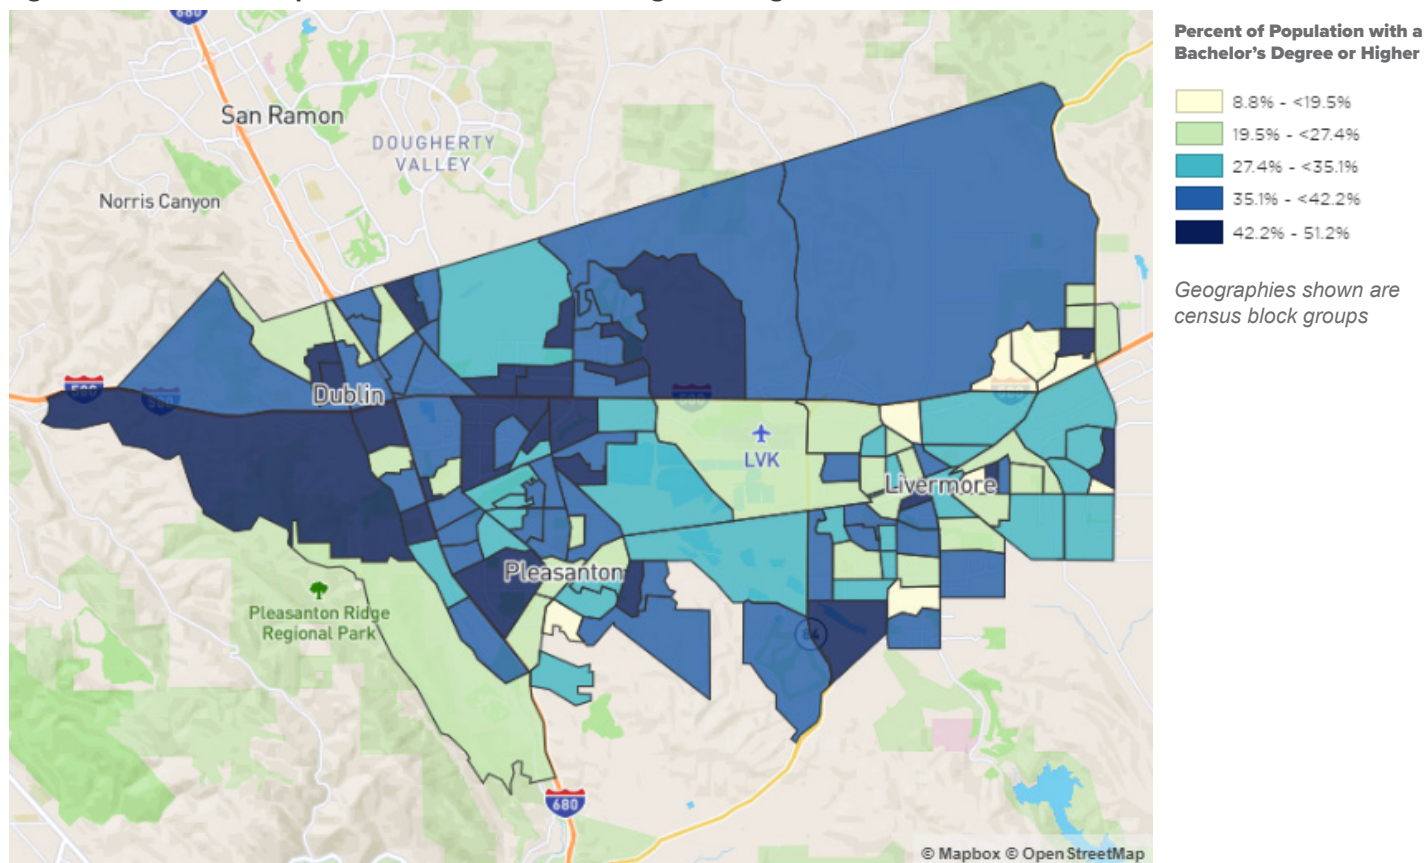 680
San Ramon
DOUGHERTY
VALLEY
Norris Canyon
580
580
Dublin
580
580
LVK
Livermore
Pleasanton
Pleasanton Ridge
Regional Park
84
680
© Mapbox © OpenStreetMap
Percent of Population with a
Bachelor's Degree or Higher
8.8% - <19.5%
19.5% - <27.4%
27.4% - <35.1%
35.1% - <42.2%
42.2% - 51.2%
Geographies shown are
census block groups